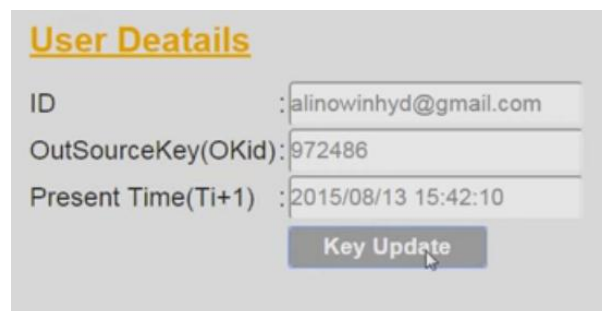 User Deatails
ID : alinowinhyd@gmail.com
OutSourceKey(OKid): 972486
Present Time(Ti+1) : 2015/08/13 15:42:10
Key Update